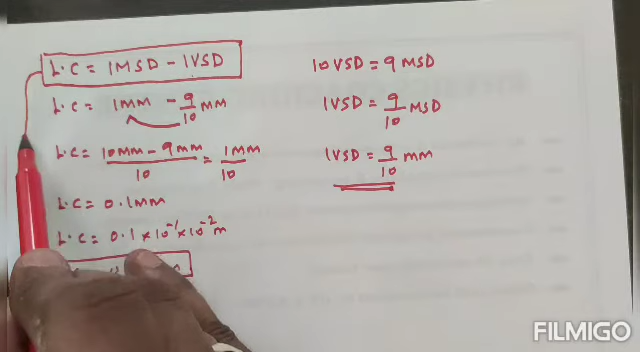 L.C = 1MSD - 1VSD
L.C = 1MM - 9/10 MM
L.C = 10MM - 9MM/10 = 1MM/10
L.C = 0.1MM
L.C = 0.1 × 10⁻¹ × 10⁻² m
10 VSD = 9 MSD
1VSD = 9/10 MSD
1VSD = 9/10 MM
FILMIGO